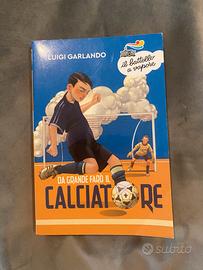 LUIGI GARLANDO
il battello
a vapore
DA GRANDE FARÒ IL
CALCIATORE
subito